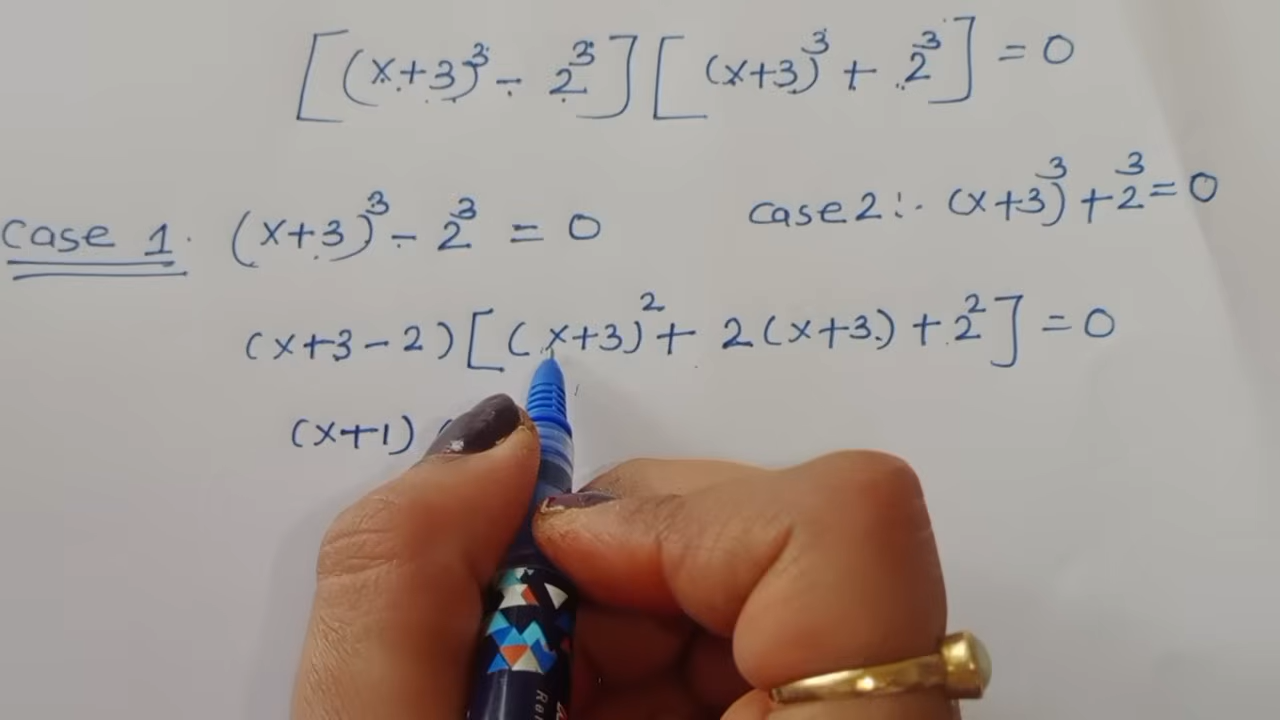 [(x+3)³ - 2³] [(x+3)³ + 2³] = 0
Case 1. (x+3)³ - 2³ = 0
Case 2:- (x+3)³ + 2³ = 0
(x+3-2) [(x+3)² + 2(x+3) + 2²] = 0
(x+1) (